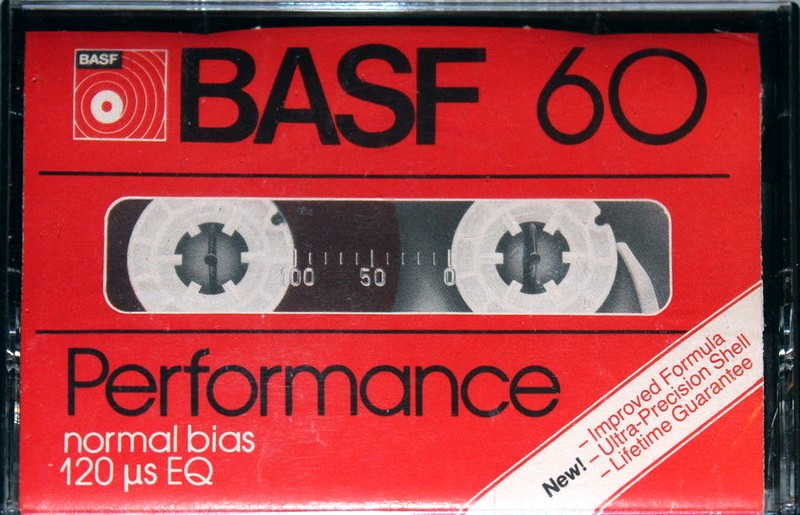 BASF
BASF 60
100 50 0
Performance
normal bias
120 µs EQ
New! – Improved Formula
– Ultra-Precision Shell
– Lifetime Guarantee